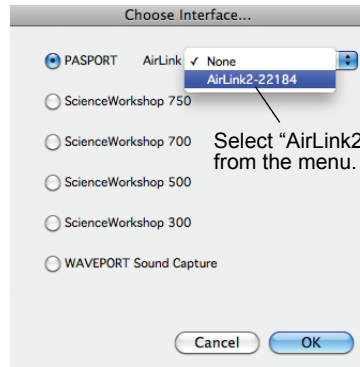 Choose Interface...
PASPORT AirLink ✓ None
AirLink2-22184
ScienceWorkshop 750
ScienceWorkshop 700
Select “AirLink2
from the menu.
ScienceWorkshop 500
ScienceWorkshop 300
WAVEPORT Sound Capture
Cancel OK